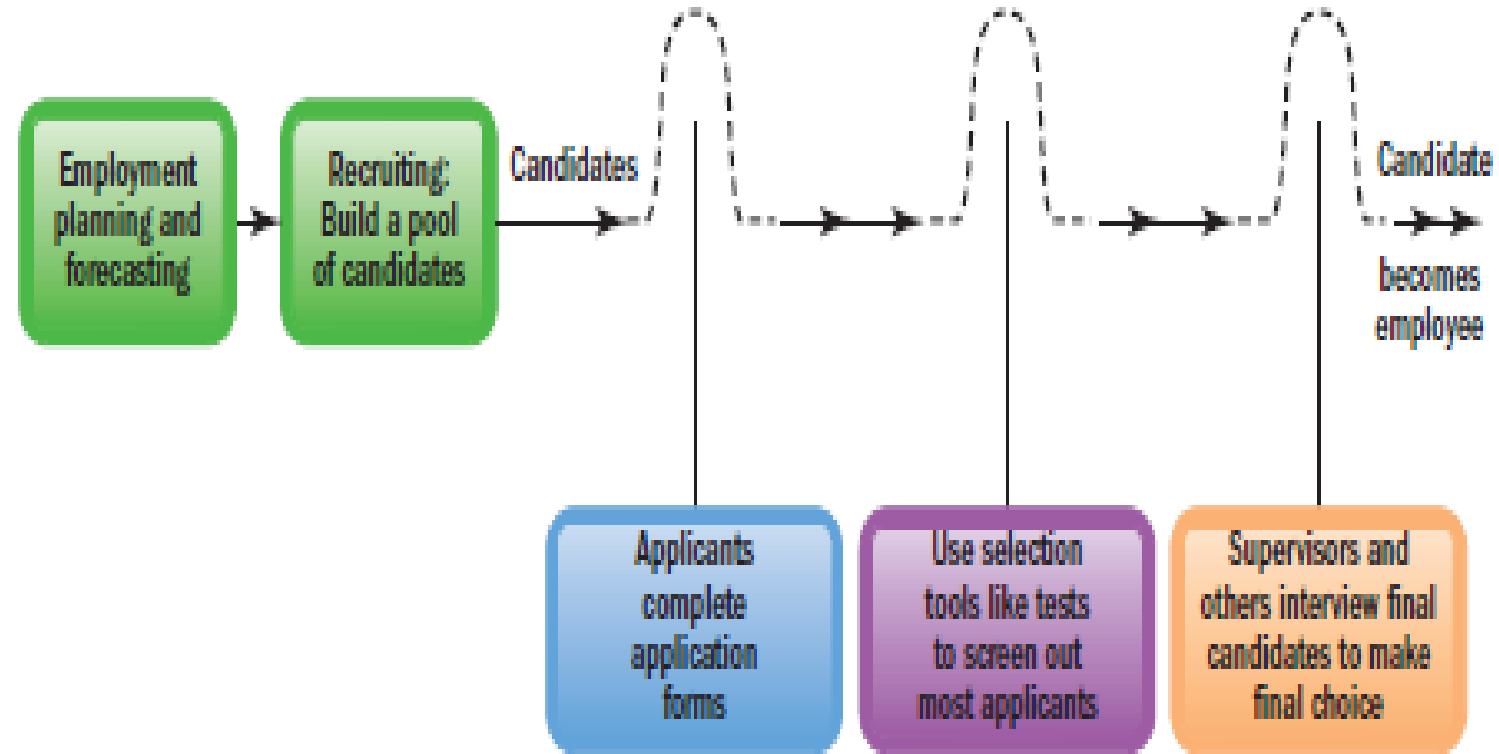 Employment
planning and
forecasting
Recruiting:
Build a pool
of candidates
Candidates
Candidate
becomes
employee
Applicants
complete
application
forms
Use selection
tools like tests
to screen out
most applicants
Supervisors and
others interview final
candidates to make
final choice